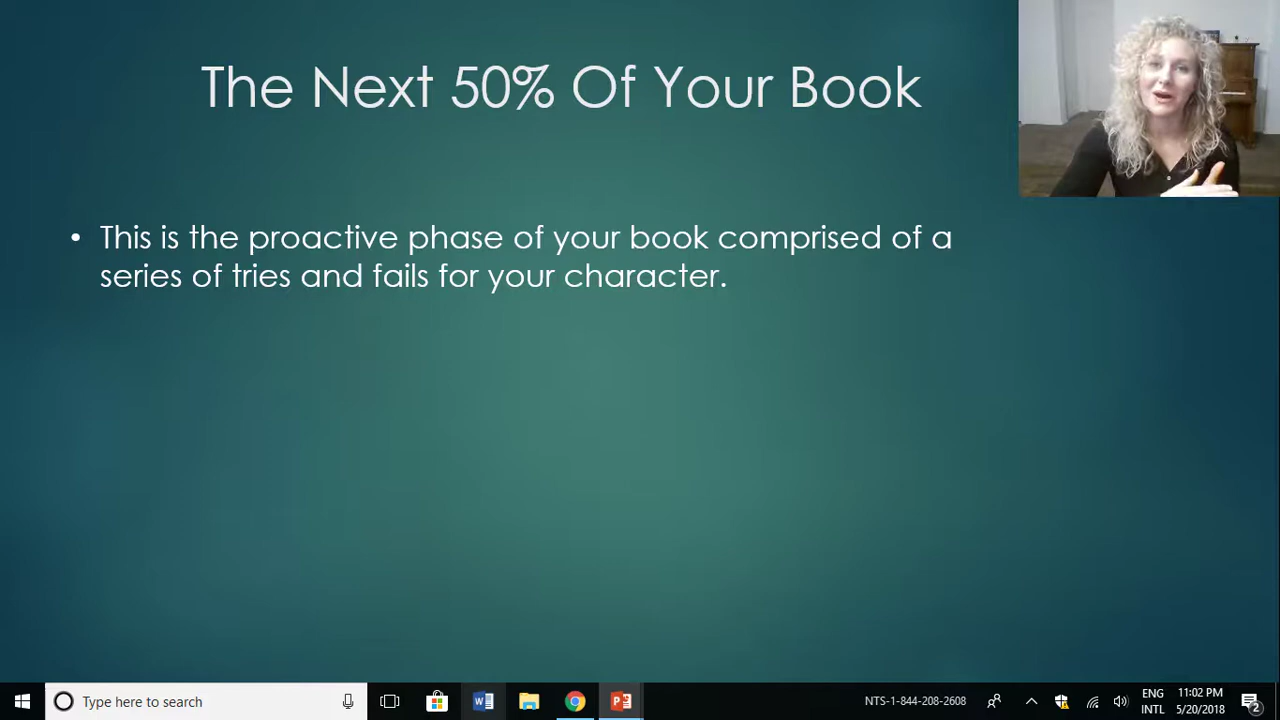 The Next 50% Of Your Book
• This is the proactive phase of your book comprised of a
series of tries and fails for your character.
Type here to search
NTS-1-844-208-2608
ENG
INTL
11:02 PM
5/20/2018
2